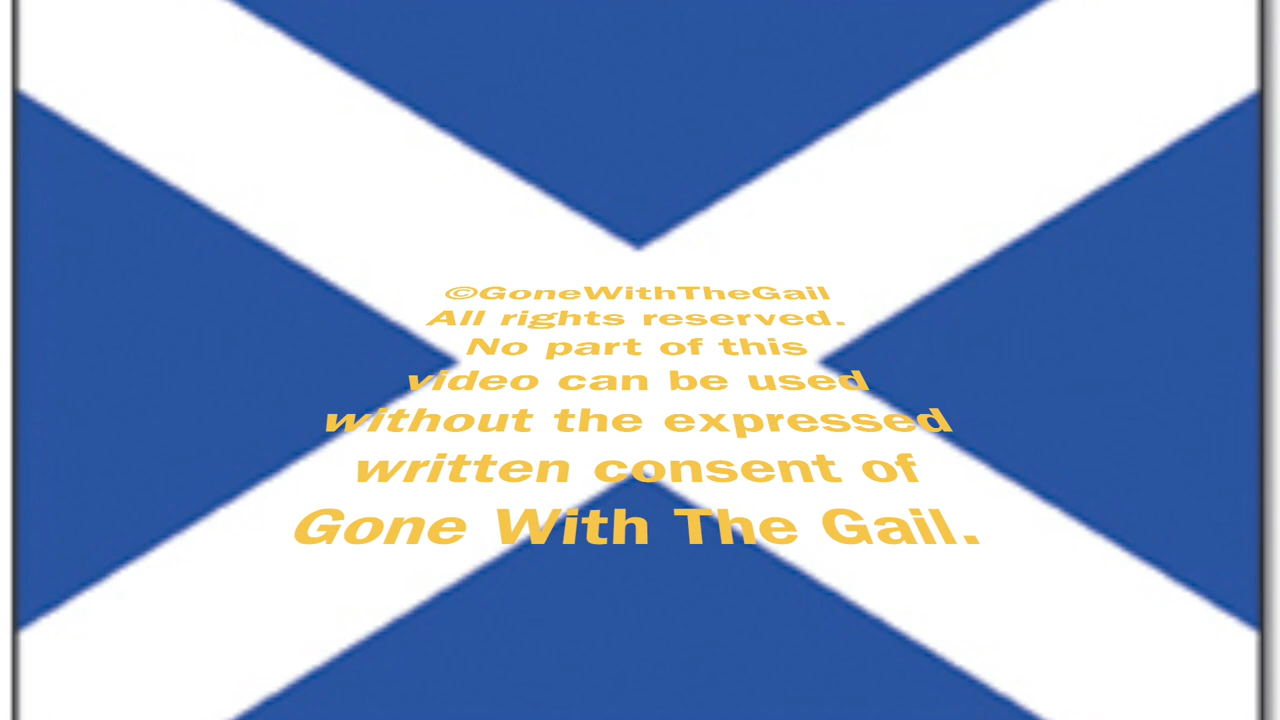 ©GoneWithTheGail
All rights reserved.
No part of this
video can be used
without the expressed
written consent of
Gone With The Gail.